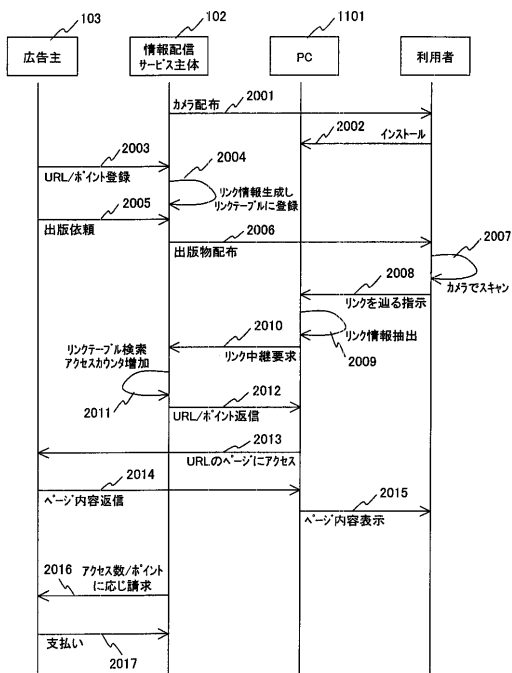 103
102
1101
広告主
情報配信
サービス主体
PC
利用者
2001
カメラ配布
2002
インストール
2003
URL/ポイント登録
2004
リンク情報生成し
リンクテーブルに登録
2005
出版依頼
2006
出版物配布
2007
カメラでスキャン
2008
リンクを辿る指示
リンク情報抽出
2009
2010
リンク中継要求
リンクテーブル検索
アクセスカウンタ増加
2011
2012
URL/ポイント返信
2013
URLのページにアクセス
2014
ページ内容返信
2015
ページ内容表示
2016
アクセス数/ポイント
に応じ請求
支払い
2017